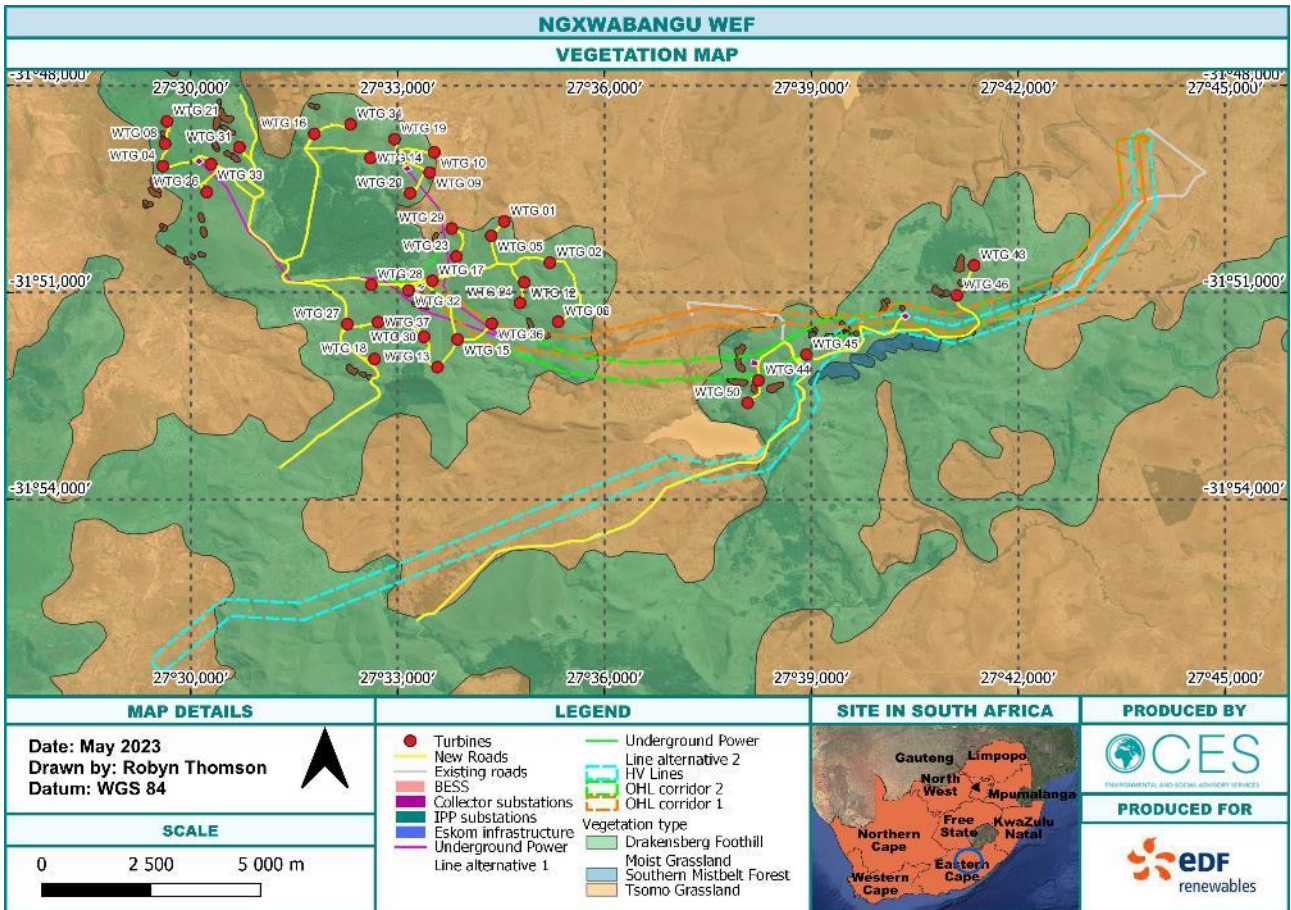 NGXWABANGU WEF
VEGETATION MAP
-31°48,000' 27°30,000' 27°33,000' 27°36,000' 27°39,000' 27°42,000' 27°45,000' -31°48,000'
WTG 21
WTG 08
WTG 31
WTG 04
WTG 26
WTG 33
WTG 16
WTG 34
WTG 19
WTG 14
WTG 10
WTG 09
WTG 20
WTG 29
WTG 01
WTG 23
WTG 05
WTG 02
WTG 17
WTG 28
WTG 32
WTG 27
WTG 37
WTG 30
WTG 36
WTG 18
WTG 13
WTG 15
WTG 46
WTG 45
WTG 44
WTG 50
-31°51,000' -31°51,000'
-31°54,000' -31°54,000'
27°30,000' 27°33,000' 27°36,000' 27°39,000' 27°42,000' 27°45,000'
MAP DETAILS
Date: May 2023
Drawn by: Robyn Thomson
Datum: WGS 84
SCALE
0 2 500 5 000 m
LEGEND
Turbines
New Roads
Existing roads
BESS
Collector substations
IPP substations
Eskom infrastructure
Underground Power
Line alternative 1
Underground Power
Line alternative 2
HV Lines
OHL corridor 2
OHL corridor 1
Vegetation type
Drakensberg Foothill
Moist Grassland
Southern Mistbelt Forest
Tsomo Grassland
SITE IN SOUTH AFRICA
Limpopo
Gauteng
North
West
Mpumalanga
Free
State
KwaZulu
Natal
Northern
Cape
Eastern
Cape
Western
Cape
PRODUCED BY
CES
ENVIRONMENTAL AND SOCIAL ADVISORY SERVICES
PRODUCED FOR
eDF
renewables